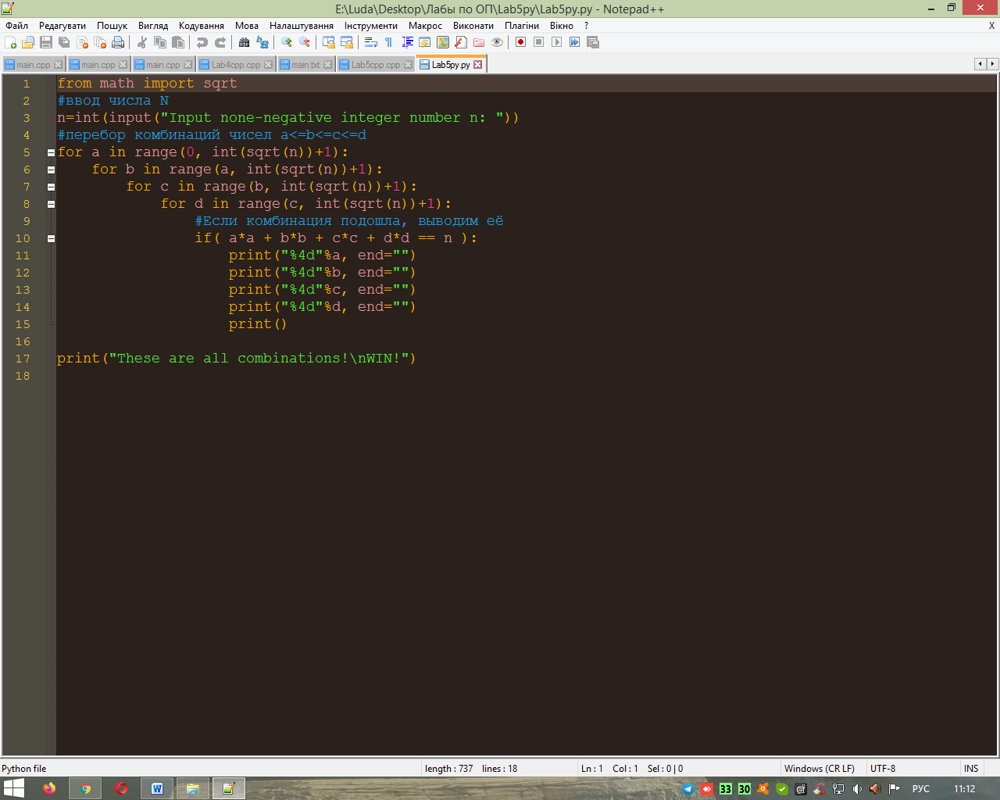 E:\Luda\Desktop\Лабы по ОП\Lab5py\Lab5py.py - Notepad++
Файл Редагувати Пошук Вигляд Кодування Мова Налаштування Інструменти Макрос Виконати Плагіни Вікно ? X
main.cpp main.cpp main.cpp Lab4cpp.cpp main.txt Lab5cpp.cpp Lab5py.py
1 from math import sqrt
2 #ввод числа N
3 n=int(input("Input none-negative integer number n: "))
4 #перебор комбинаций чисел a<=b<=c<=d
5 for a in range(0, int(sqrt(n))+1):
6 for b in range(a, int(sqrt(n))+1):
7 for c in range(b, int(sqrt(n))+1):
8 for d in range(c, int(sqrt(n))+1):
9 #Если комбинация подошла, выводим её
10 if( a*a + b*b + c*c + d*d == n ):
11 print("%4d"%a, end="")
12 print("%4d"%b, end="")
13 print("%4d"%c, end="")
14 print("%4d"%d, end="")
15 print()
16
17 print("These are all combinations!\nWIN!")
18
Python file length : 737 lines : 18 Ln : 1 Col : 1 Sel : 0 | 0 Windows (CR LF) UTF-8 INS
33 30 РУС 11:12